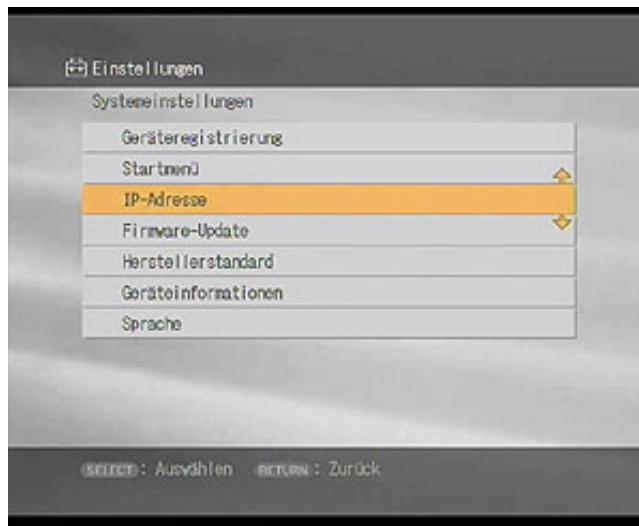 Einstellungen
Systemeinstellungen
Geräteregistrierung
Startmenü
IP-Adresse
Firmware-Update
Herstellerstandard
Geräteinformationen
Sprache
SELECT: Auswählen RETURN: Zurück